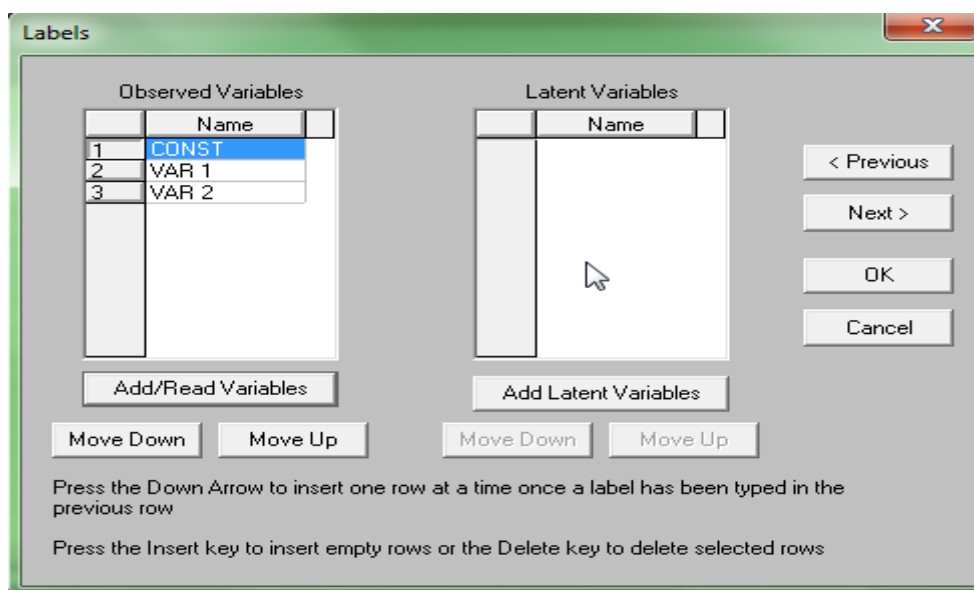 Labels
Observed Variables
Name
1 CONST
2 VAR 1
3 VAR 2
Add/Read Variables
Move Down Move Up
Latent Variables
Name
Add Latent Variables
Move Down Move Up
< Previous
Next >
OK
Cancel
Press the Down Arrow to insert one row at a time once a label has been typed in the
previous row
Press the Insert key to insert empty rows or the Delete key to delete selected rows